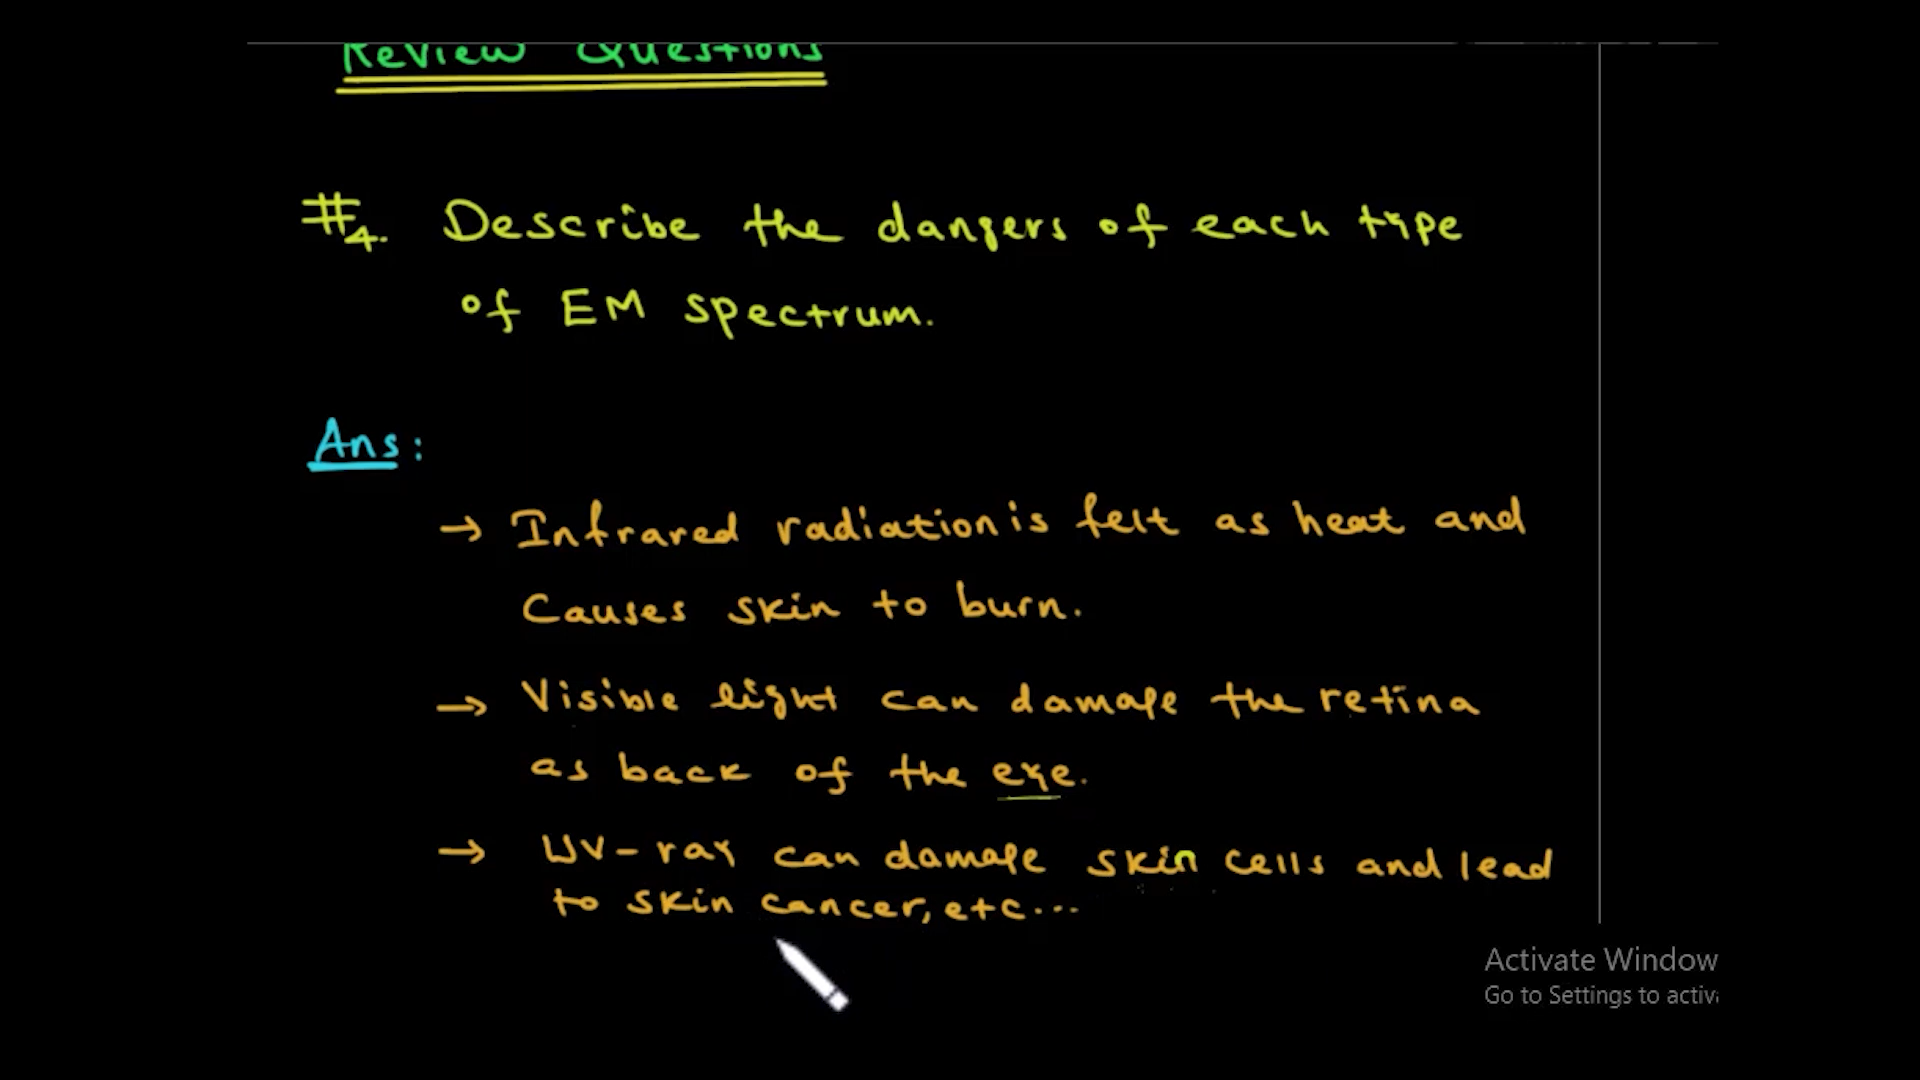 Review Questions
#4. Describe the dangers of each type
of EM spectrum.
Ans:
→ Infrared radiation is felt as heat and
Causes skin to burn.
→ Visible light can damage the retina
as back of the eye.
→ UV-ray can damage skin cells and lead
to skin cancer, etc...
Activate Window
Go to Settings to activ